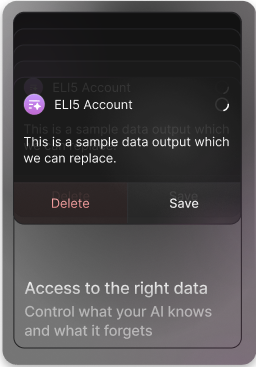 ELI5 Account
ELI5 Account
This is a sample data output which
This is a sample data output which
we can replace.
Delete
Save
Delete
Save
Access to the right data
Control what your AI knows
and what it forgets